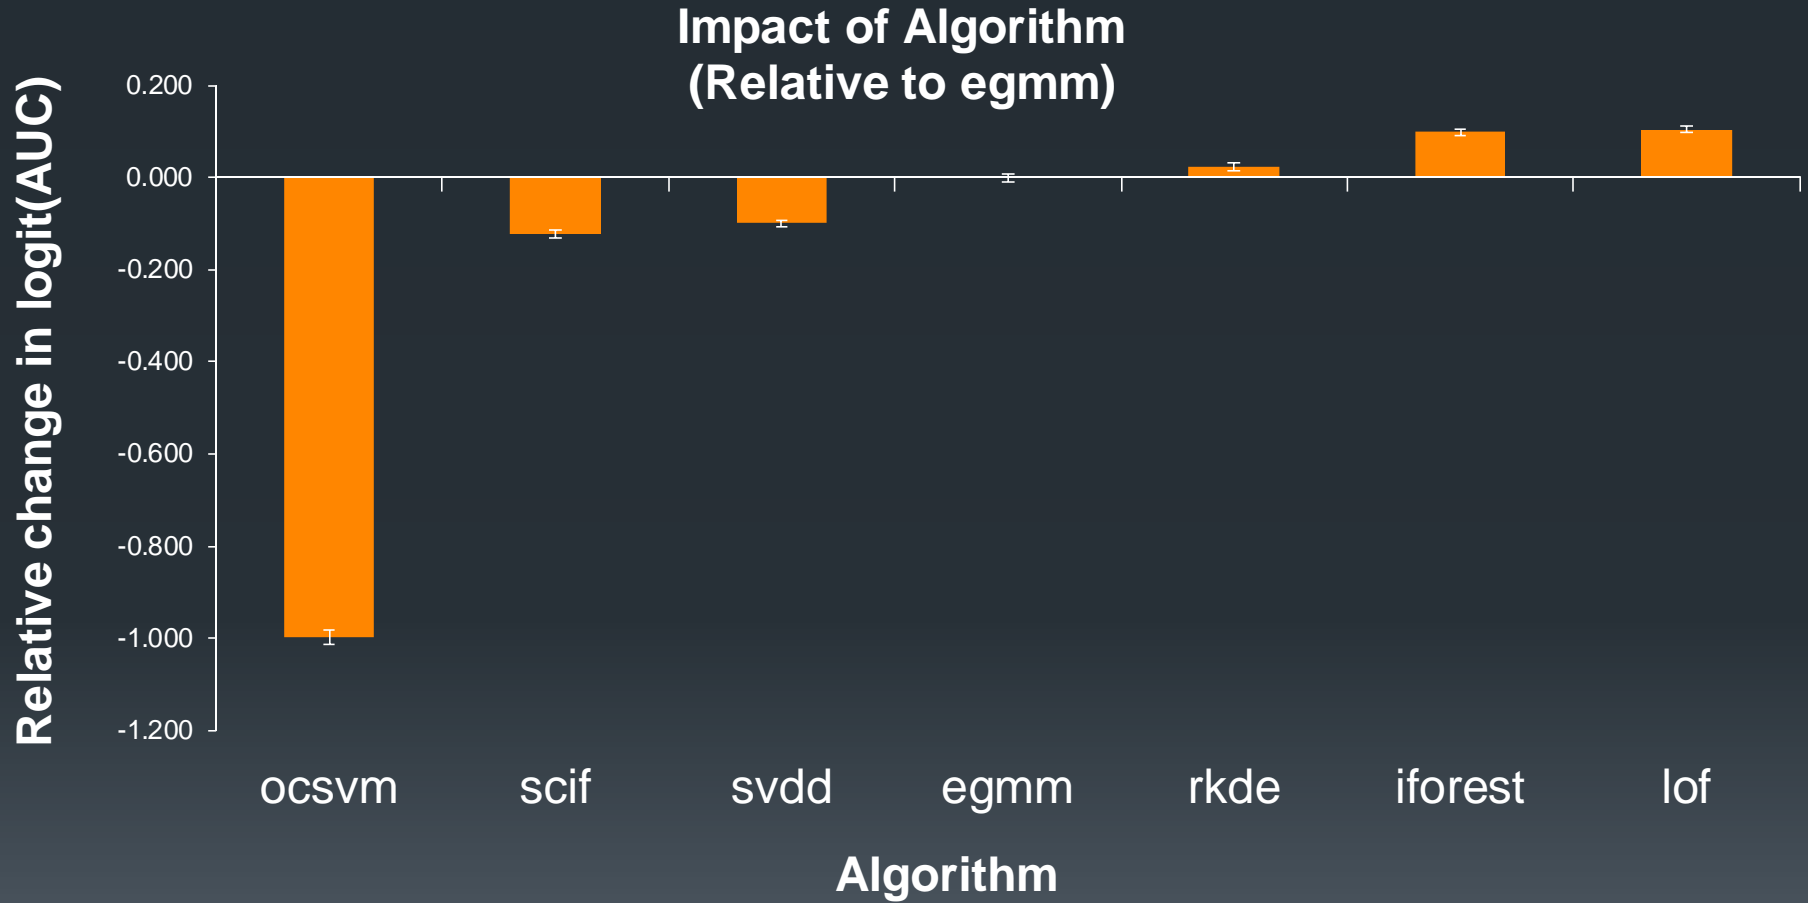 Impact of Algorithm
(Relative to egmm)
Relative change in logit(AUC)
0.200
0.000
-0.200
-0.400
-0.600
-0.800
-1.000
-1.200
ocsvm scif svdd egmm rkde iforest lof
Algorithm